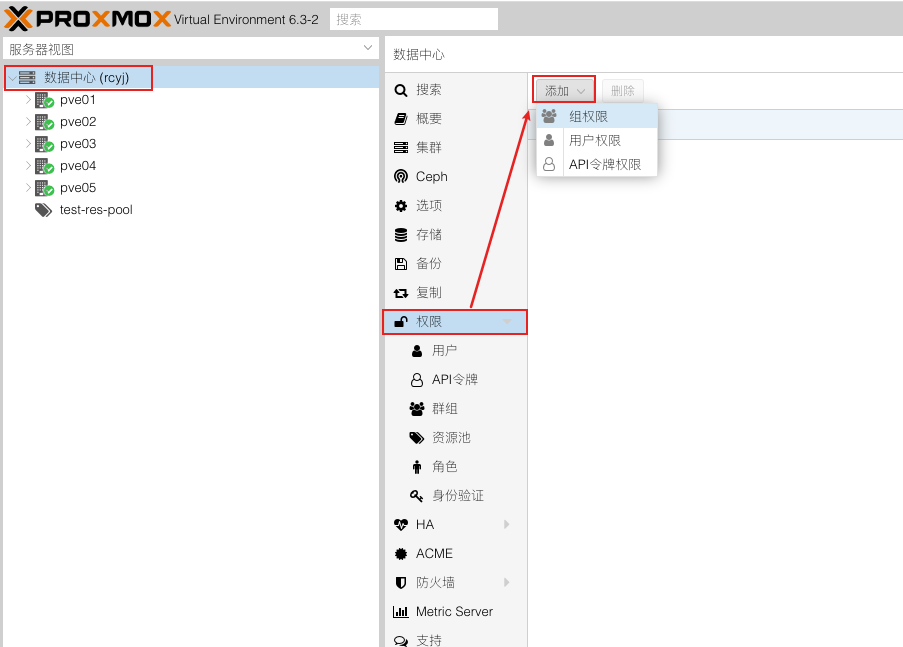 PROXMOX Virtual Environment 6.3-2 搜索
服务器视图
数据中心 (rcyj)
pve01
pve02
pve03
pve04
pve05
test-res-pool
数据中心
搜索
概要
集群
Ceph
选项
存储
备份
复制
权限
用户
API令牌
群组
资源池
角色
身份验证
HA
ACME
防火墙
Metric Server
支持
添加 删除
组权限
用户权限
API令牌权限